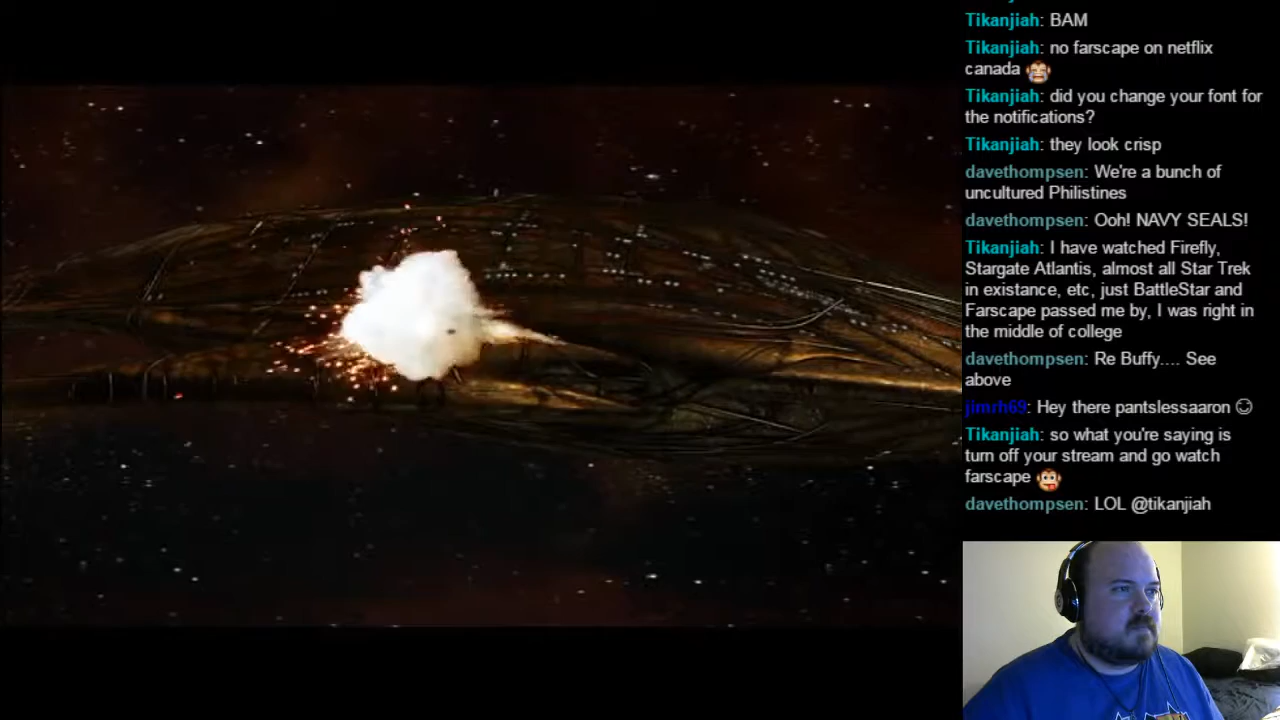 Tikanjiah: BAM
Tikanjiah: no farscape on netflix
canada
Tikanjiah: did you change your font for
the notifications?
Tikanjiah: they look crisp
davethompsen: We're a bunch of
uncultured Philistines
davethompsen: Ooh! NAVY SEALS!
Tikanjiah: I have watched Firefly,
Stargate Atlantis, almost all Star Trek
in existance, etc, just BattleStar and
Farscape passed me by, I was right in
the middle of college
davethompsen: Re Buffy.... See
above
jimrh69: Hey there pantslessaaron
Tikanjiah: so what you're saying is
turn off your stream and go watch
farscape
davethompsen: LOL @tikanjiah